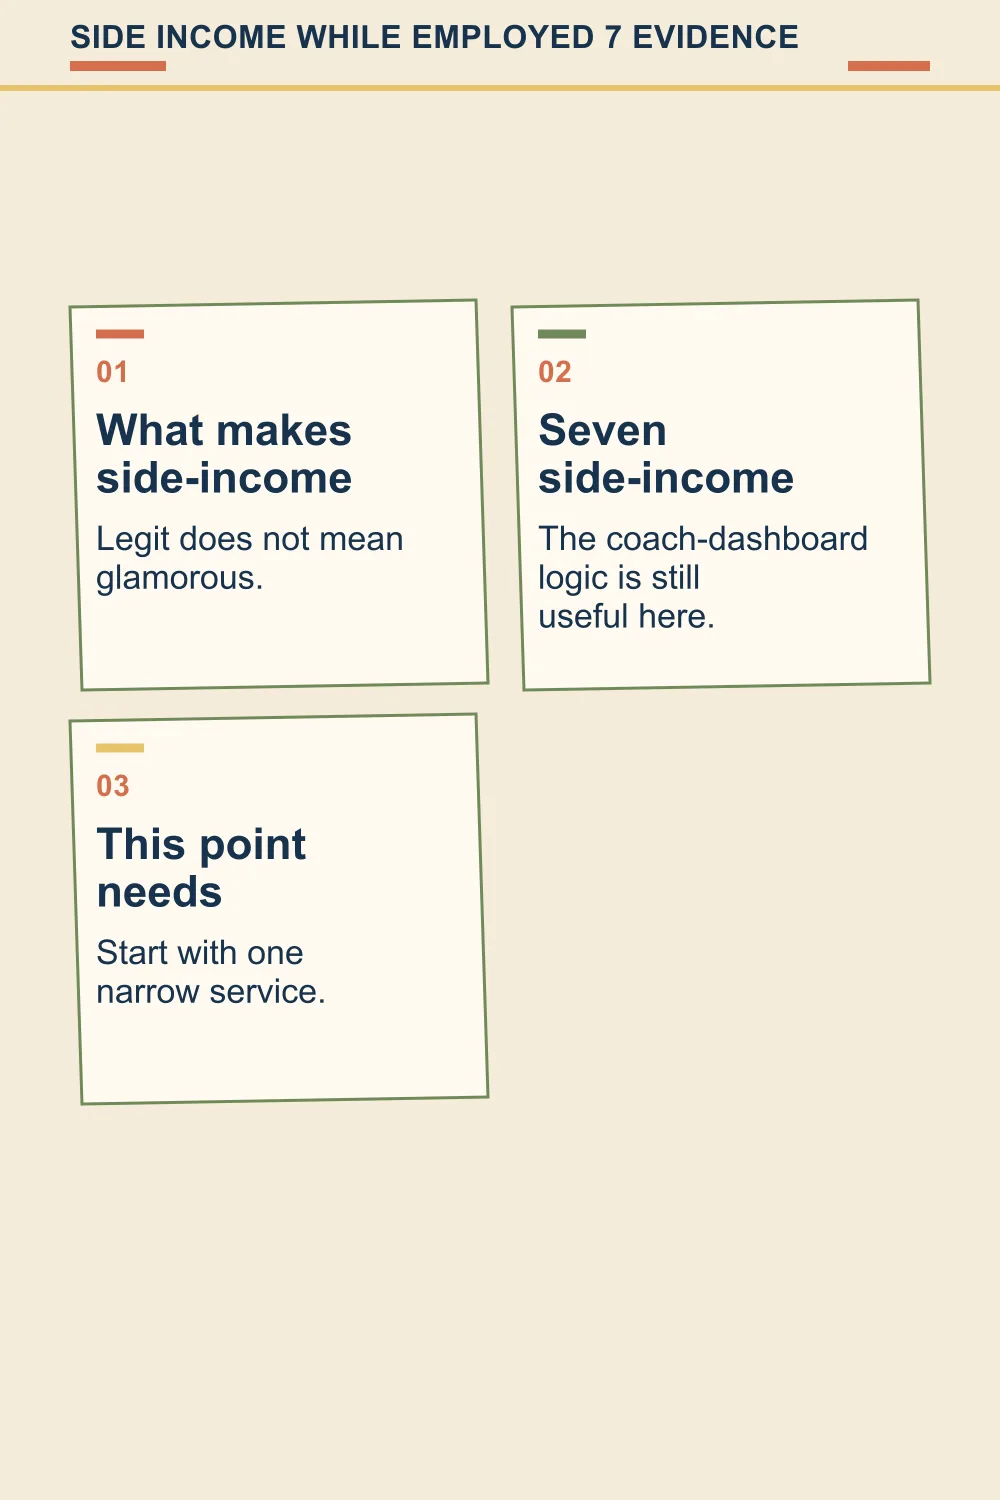 SIDE INCOME WHILE EMPLOYED 7 EVIDENCE
01
What makes
side-income
Legit does not mean
glamorous.
02
Seven
side-income
The coach-dashboard
logic is still
useful here.
03
This point
needs
Start with one
narrow service.